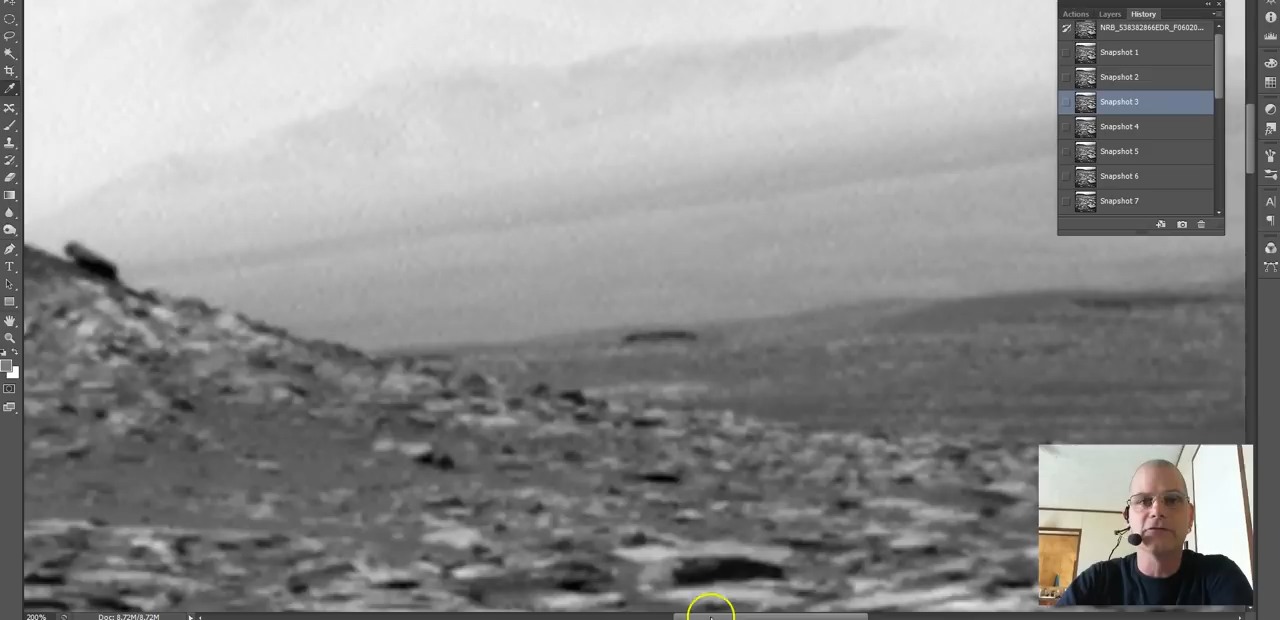 Actions Layers History
NRB_538382866EDR_F06020...
Snapshot 1
Snapshot 2
Snapshot 3
Snapshot 4
Snapshot 5
Snapshot 6
Snapshot 7
200% Doc: 8.72M/8.72M